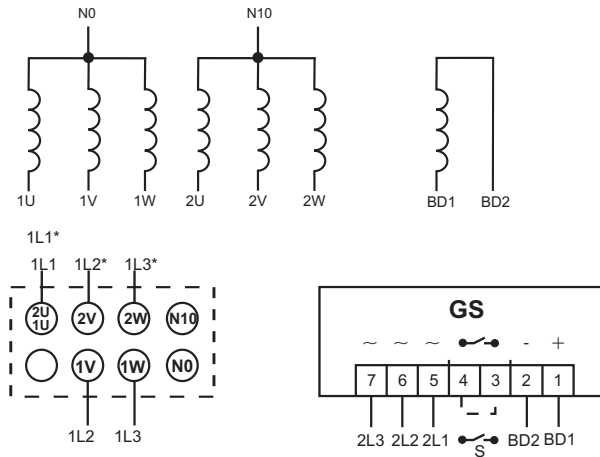 N0 N10
1U 1V 1W 2U 2V 2W BD1 BD2
1L1*
1L1 1L2* 1L3*
2U
1U 2V 2W N10
1V 1W N0
1L2 1L3
GS
~ ~ ~ - +
7 6 5 4 3 2 1
2L3 2L2 2L1 S BD2 BD1